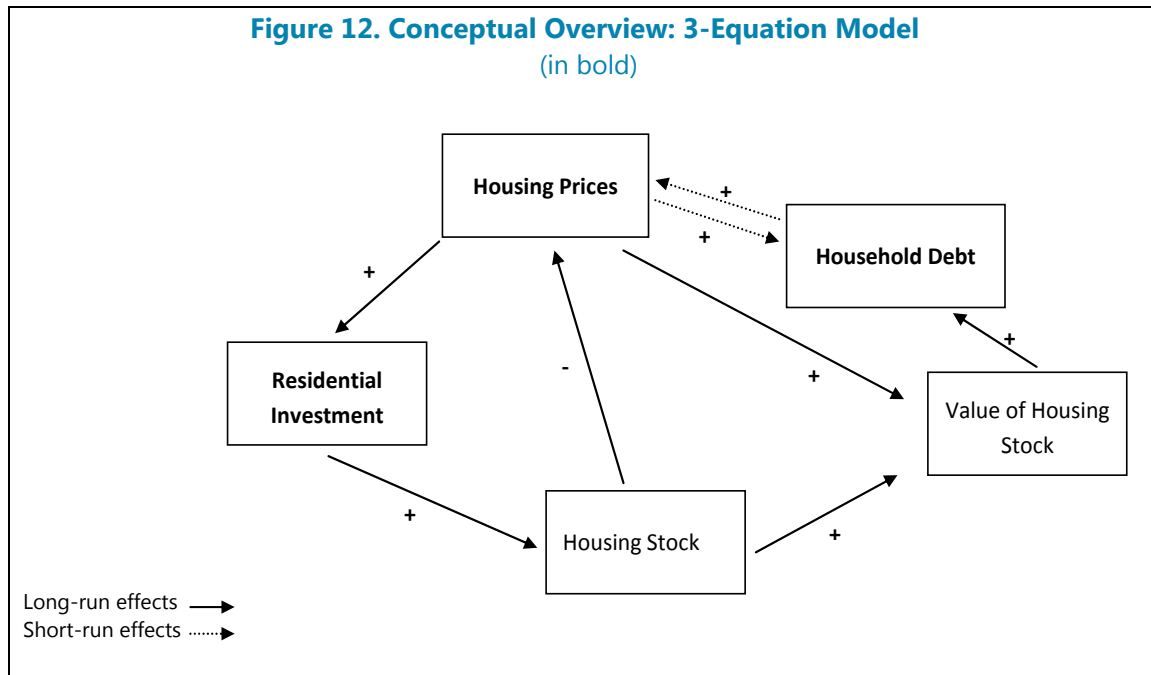 Figure 12. Conceptual Overview: 3-Equation Model
(in bold)
Housing Prices
+
+
Household Debt
+
+
Residential
Investment
-
+
Value of Housing
Stock
+
Housing Stock
+
Long-run effects
Short-run effects